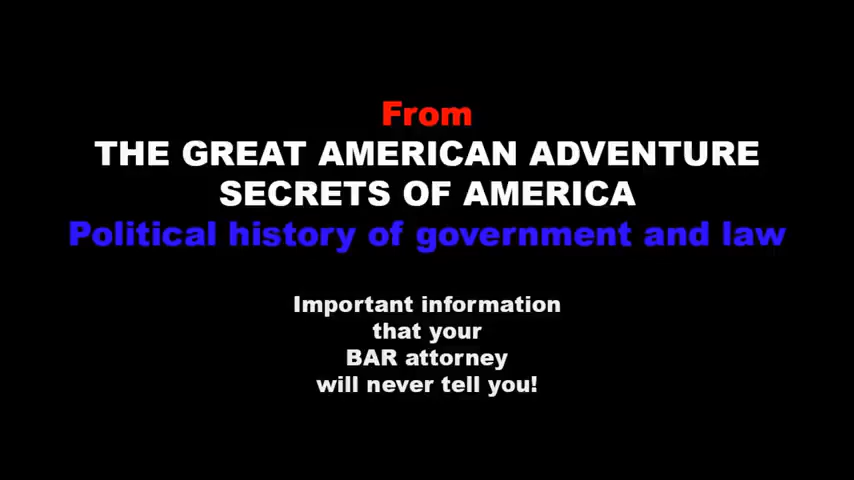 From
THE GREAT AMERICAN ADVENTURE
SECRETS OF AMERICA
Political history of government and law
Important information
that your
BAR attorney
will never tell you!